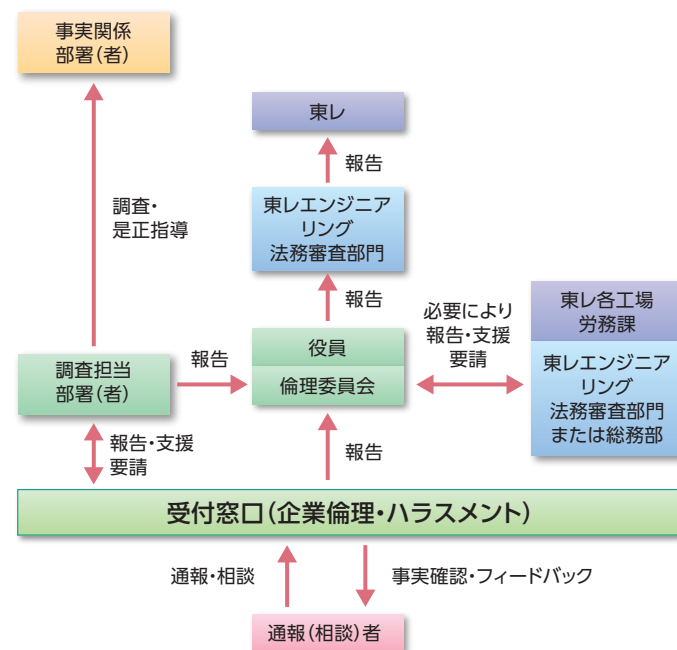 事実関係
部署(者)
東レ
報告
調査・
是正指導
東レエンジニア
リング
法務審査部門
報告
必要により
報告・支援
要請
東レ各工場
労務課
役員
倫理委員会
調査担当
部署(者)
報告
東レエンジニア
リング
法務審査部門
または総務部
報告・支援
要請
報告
受付窓口(企業倫理・ハラスメント)
通報・相談
事実確認・フィードバック
通報(相談)者